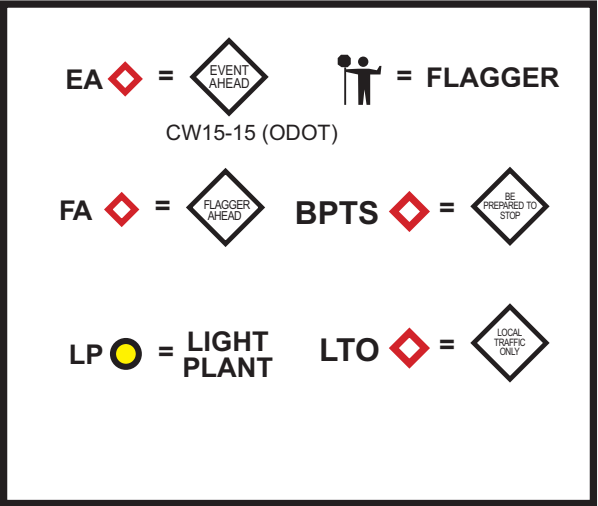 EA = EVENT
AHEAD
= FLAGGER
CW15-15 (ODOT)
FA = FLAGGER
AHEAD
BPTS = BE
PREPARED TO
STOP
LP = LIGHT
PLANT
LTO = LOCAL
TRAFFIC
ONLY